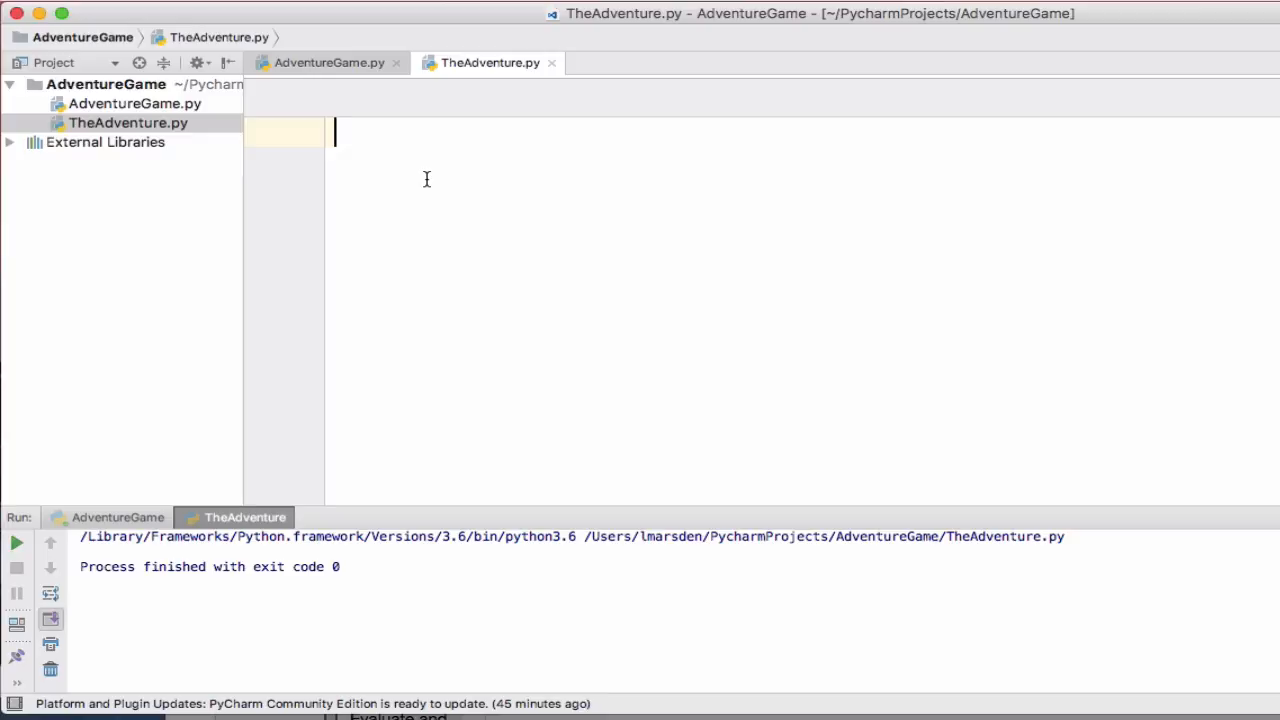 TheAdventure.py - AdventureGame - [~/PycharmProjects/AdventureGame]
AdventureGame TheAdventure.py
Project AdventureGame.py TheAdventure.py
AdventureGame ~/Pycharm
AdventureGame.py
TheAdventure.py
External Libraries
Run: AdventureGame TheAdventure
/Library/Frameworks/Python.framework/Versions/3.6/bin/python3.6 /Users/lmarsden/PycharmProjects/AdventureGame/TheAdventure.py
Process finished with exit code 0
Platform and Plugin Updates: PyCharm Community Edition is ready to update. (45 minutes ago)
Evaluate and